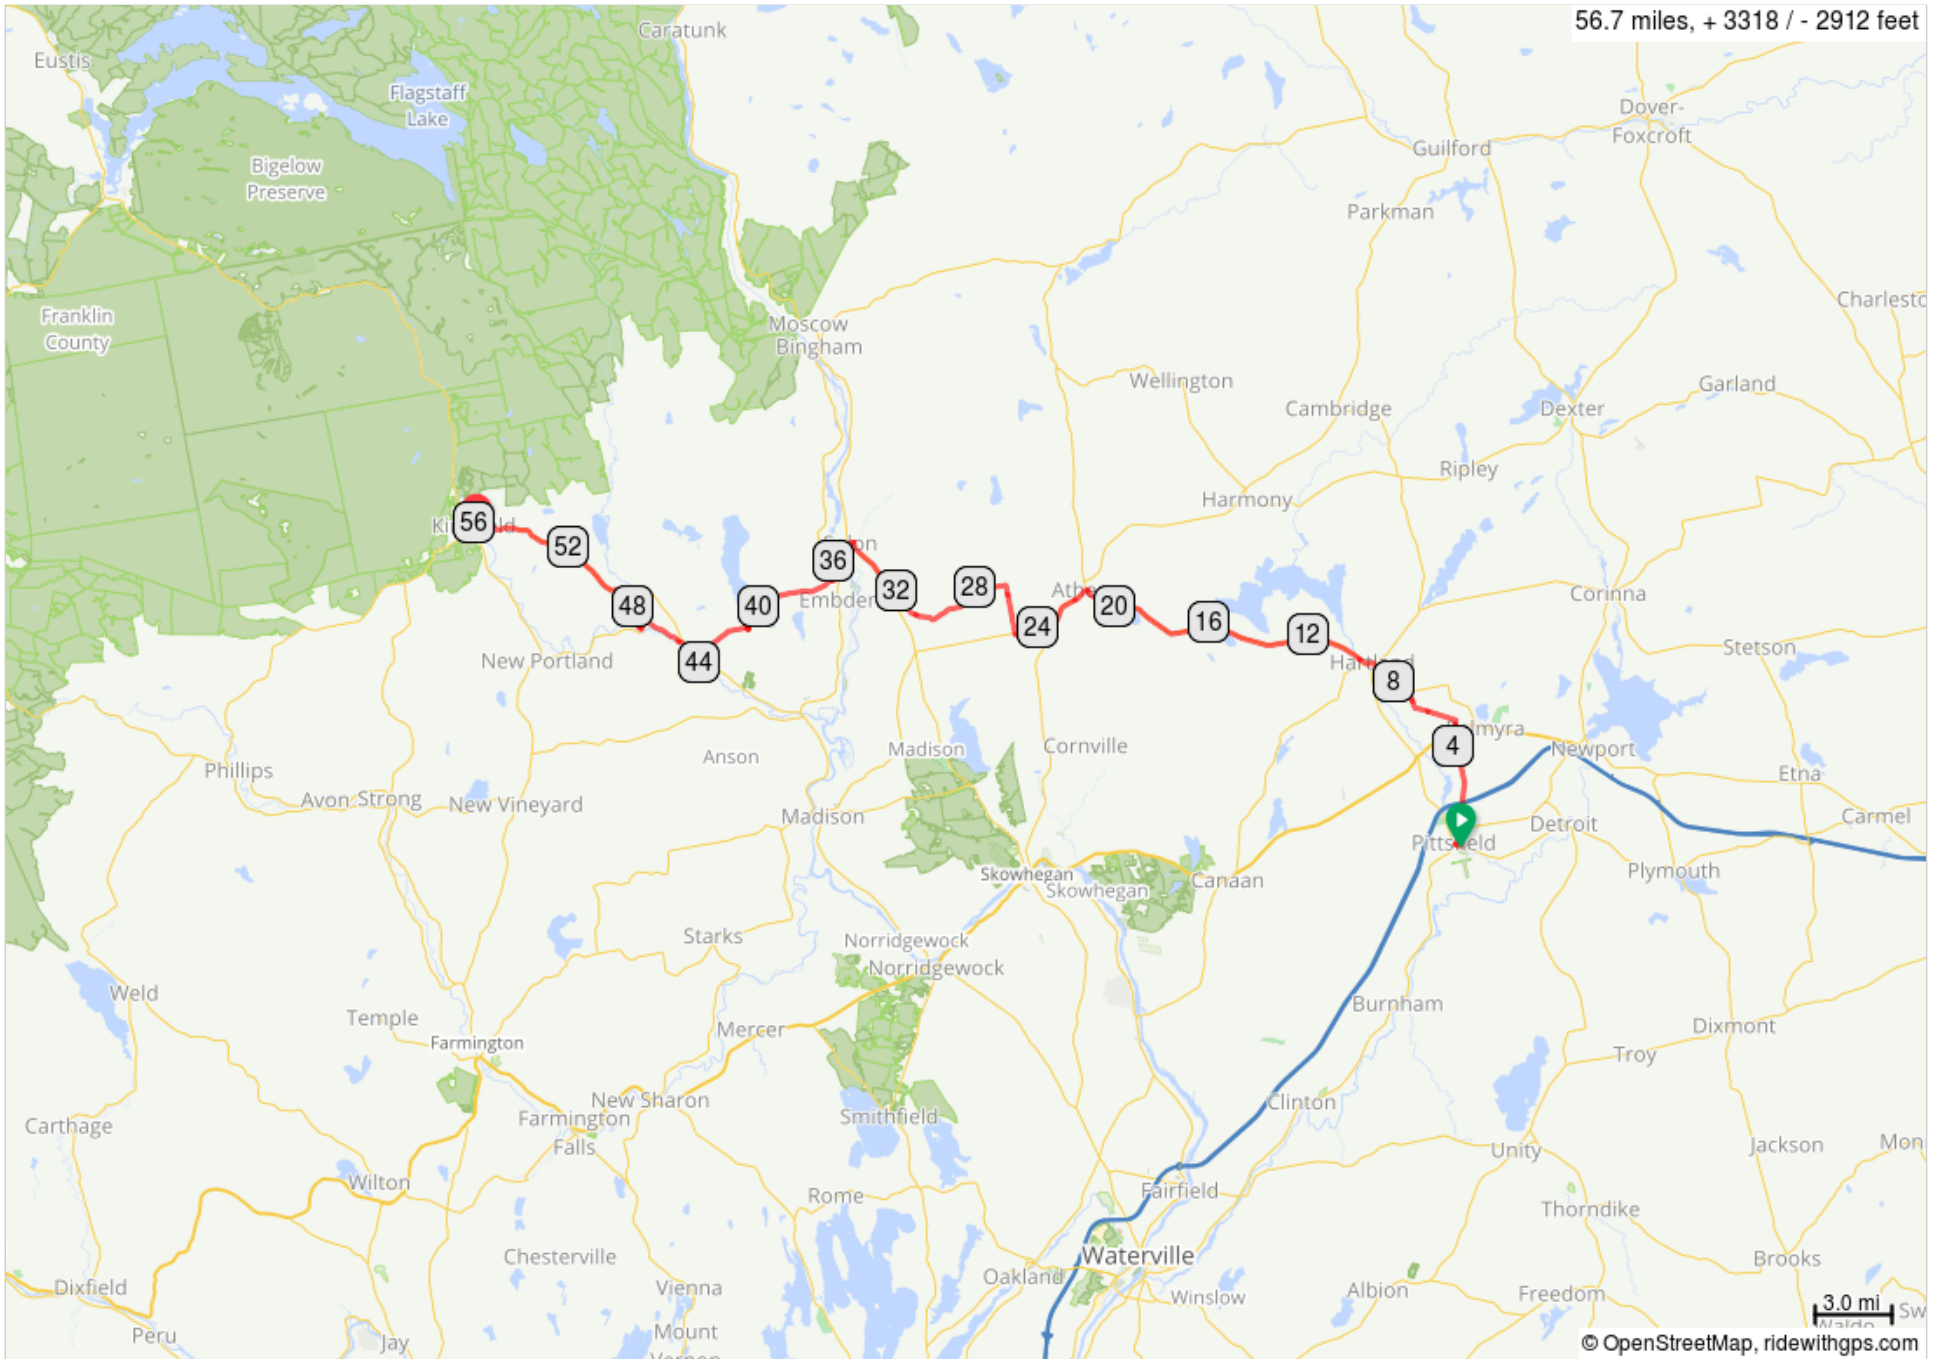 56.7 miles, + 3318 / - 2912 feet
Caratunk
Eustis
Flagstaff
Lake
Dover-
Foxcroft
Guilford
Bigelow
Preserve
Parkman
Charlesto
Franklin
County
Moscow
Bingham
Wellington
Garland
Cambridge
Dexter
Ripley
Harmony
56
52
48
44
40
36
32
28
24
20
16
12
8
4
Embden
Corinna
Stetson
New Portland
Newport
Anson
Madison
Cornville
Phillips
Etna
Avon
Strong
New Vineyard
Madison
Detroit
Carmel
Pittsfield
Plymouth
Skowhegan
Skowhegan
Canaan
Starks
Norridgewock
Norridgewock
Weld
Temple
Mercer
Burnham
Dixmont
Farmington
Troy
New Sharon
Clinton
Farmington
Falls
Smithfield
Carthage
Unity
Jackson
Mon
Wilton
Rome
Fairfield
Thorndike
Chesterville
Waterville
Brooks
Oakland
Dixfield
Vienna
Winslow
Albion
Freedom
3.0 mi
Sw
Waldo
Peru
Jay
Mount
Vernon
© OpenStreetMap, ridewithgps.com